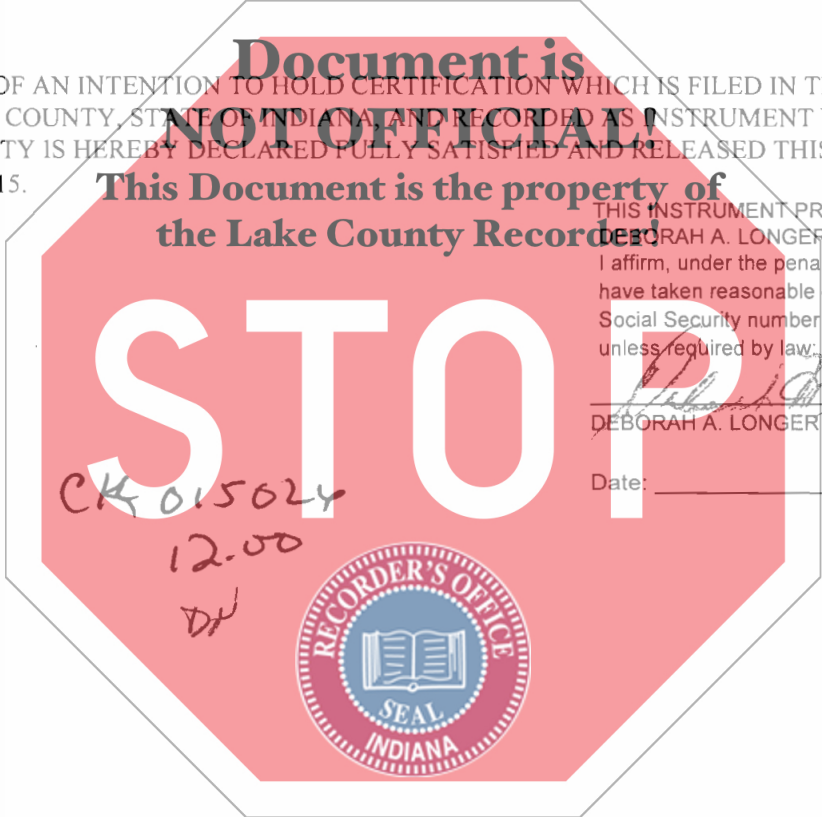 Document is
OF AN INTENTION TO HOLD CERTIFICATION WHICH IS FILED IN T
COUNTY, STATE OF INDIANA, AND RECORDED AS INSTRUMENT
NOT OFFICIAL!
TY IS HEREBY DECLARED FULLY SATISFIED AND RELEASED THIS
15.
This Document is the property of
the Lake County Recorder!
THIS INSTRUMENT PR
DEBORAH A. LONGER
I affirm, under the pena
have taken reasonable
Social Security number
unless required by law:
STOP
DEBORAH A. LONGER
Date:
CK 015024
12.00
DN
RECORDER'S OFFICE
SEAL
INDIANA